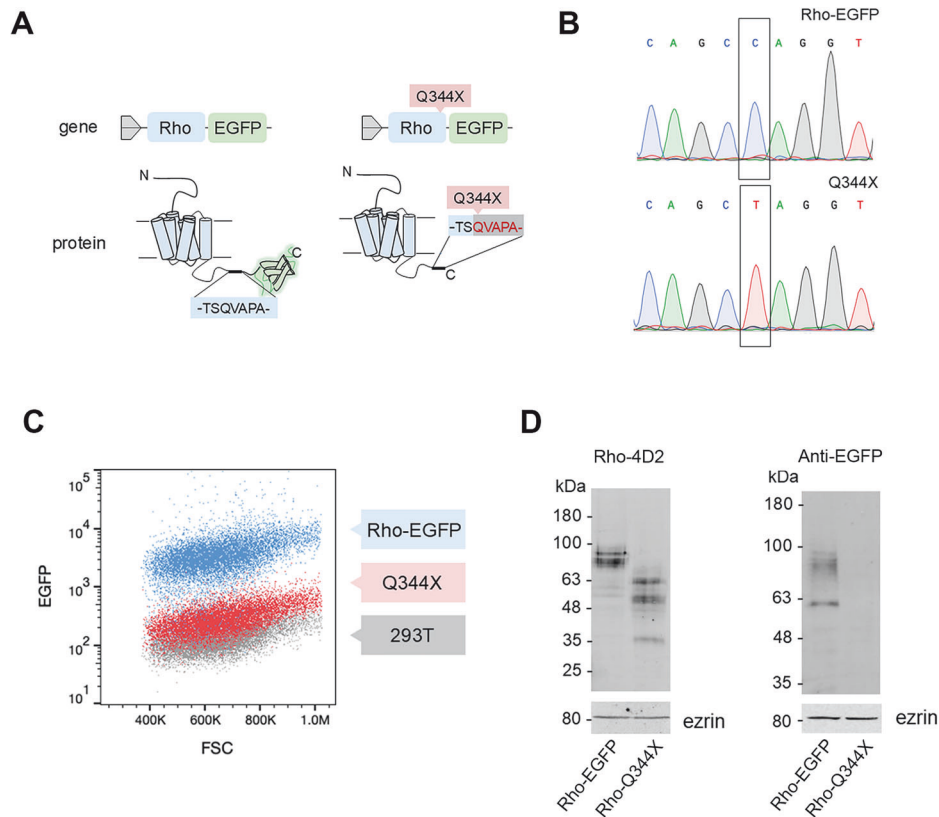 A
gene
Rho
EGFP
Q344X
Rho
EGFP
protein
N
C
-TSQVAPA-
N
Q344X
-TSQVAPA-
C
B
Rho-EGFP
C A G C C A G G T
Q344X
C A G C T A G G T
C
EGFP
10^5
10^4
10^3
10^2
10^1
400K 600K 800K 1.0M
FSC
Rho-EGFP
Q344X
293T
D
Rho-4D2
kDa
180
100
63
48
35
25
80
ezrin
Rho-EGFP
Rho-Q344X
Anti-EGFP
kDa
180
100
63
48
35
80
ezrin
Rho-EGFP
Rho-Q344X